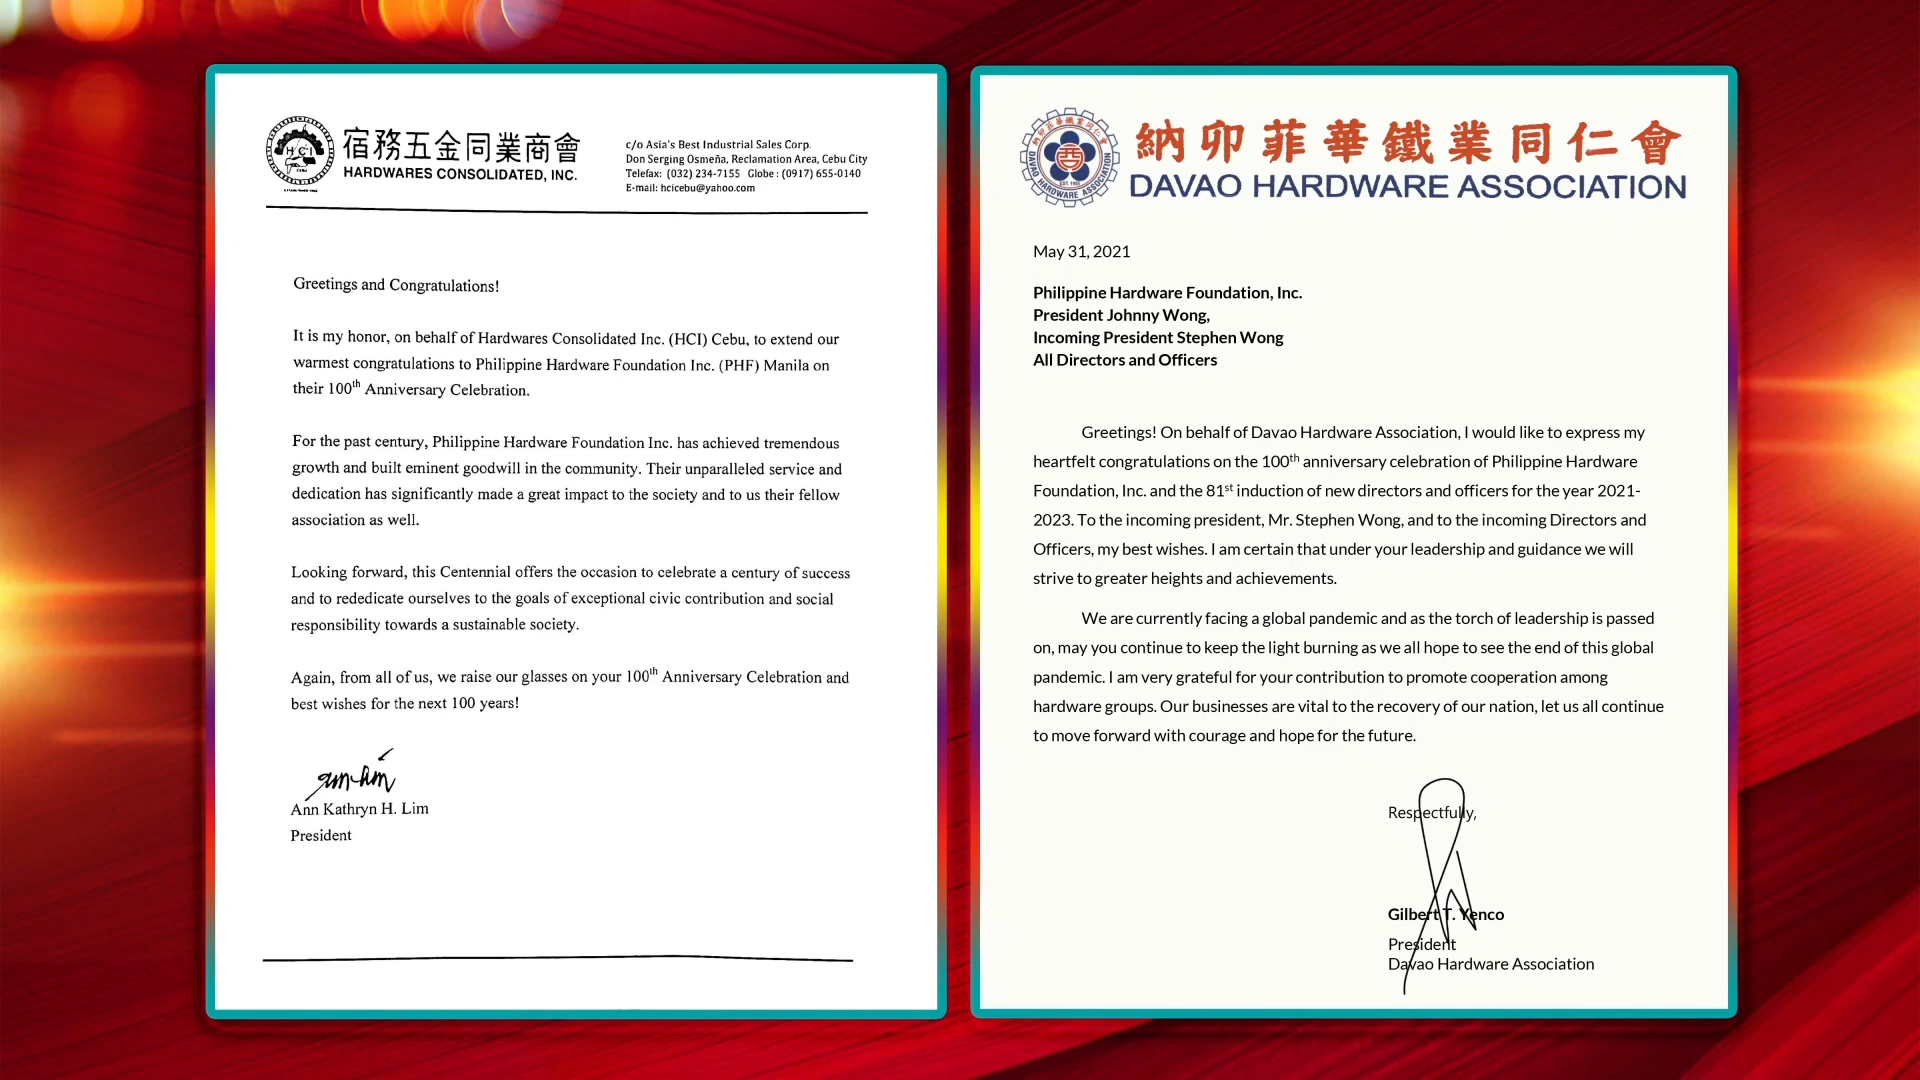 HCI
CEBU
宿務五金同業商會
HARDWARES CONSOLIDATED, INC.
c/o Asia's Best Industrial Sales Corp.
Don Serging Osmeña, Reclamation Area, Cebu City
Telefax: (032) 234-7155 Globe : (0917) 655-0140
E-mail: hcicebu@yahoo.com
Greetings and Congratulations!
It is my honor, on behalf of Hardwares Consolidated Inc. (HCI) Cebu, to extend our
warmest congratulations to Philippine Hardware Foundation Inc. (PHF) Manila on
their 100th Anniversary Celebration.
For the past century, Philippine Hardware Foundation Inc. has achieved tremendous
growth and built eminent goodwill in the community. Their unparalleled service and
dedication has significantly made a great impact to the society and to us their fellow
association as well.
Looking forward, this Centennial offers the occasion to celebrate a century of success
and to rededicate ourselves to the goals of exceptional civic contribution and social
responsibility towards a sustainable society.
Again, from all of us, we raise our glasses on your 100th Anniversary Celebration and
best wishes for the next 100 years!
Ann Kathryn H. Lim
President
納卯菲華鐵業同仁會
DAVAO HARDWARE ASSOCIATION
納卯菲華鐵業同仁會
DAVAO HARDWARE ASSOCIATION
May 31, 2021
Philippine Hardware Foundation, Inc.
President Johnny Wong,
Incoming President Stephen Wong
All Directors and Officers
Greetings! On behalf of Davao Hardware Association, I would like to express my
heartfelt congratulations on the 100th anniversary celebration of Philippine Hardware
Foundation, Inc. and the 81st induction of new directors and officers for the year 2021-
2023. To the incoming president, Mr. Stephen Wong, and to the incoming Directors and
Officers, my best wishes. I am certain that under your leadership and guidance we will
strive to greater heights and achievements.
We are currently facing a global pandemic and as the torch of leadership is passed
on, may you continue to keep the light burning as we all hope to see the end of this global
pandemic. I am very grateful for your contribution to promote cooperation among
hardware groups. Our businesses are vital to the recovery of our nation, let us all continue
to move forward with courage and hope for the future.
Respectfully,
Gilbert T. Yenco
President
Davao Hardware Association